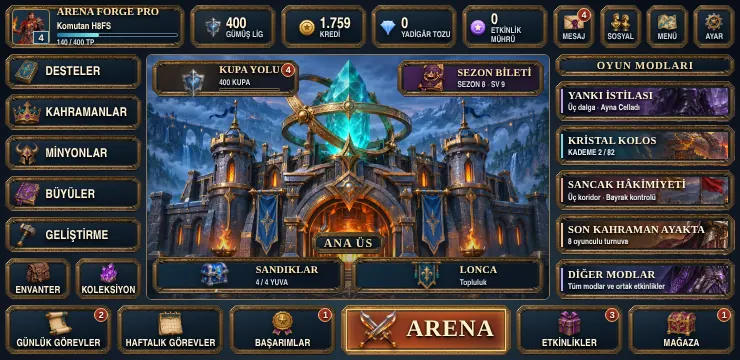 ARENA FORGE PRO
Komutan H8FS
4
140 / 400 TP
400
GÜMÜŞ LİG
1.759
KREDİ
0
YADİGÂR TOZU
0
ETKİNLİK
MÜHRÜ
4
MESAJ
SOSYAL
MENÜ
AYAR
DESTELER
KAHRAMANLAR
MİNYONLAR
BÜYÜLER
GELİŞTİRME
ENVANTER
KOLEKSİYON
KUPA YOLU
4
400 KUPA
SEZON BİLETİ
SEZON 8 · SV 9
ANA ÜS
SANDIKLAR
4 / 4 YUVA
LONCA
Topluluk
OYUN MODLARI
YANKI İSTİLASI
Üç dalga · Ayna Celladı
KRİSTAL KOLOS
KADEME 2 / 82
SANCAK HÂKİMİYETİ
Üç koridor · Bayrak kontrolü
SON KAHRAMAN AYAKTA
8 oyunculu turnuva
DİĞER MODLAR
Tüm modlar ve ortak etkinlikler
2
GÜNLÜK GÖREVLER
HAFTALIK GÖREVLER
1
BAŞARIMLAR
ARENA
3
ETKİNLİKLER
1
MAĞAZA